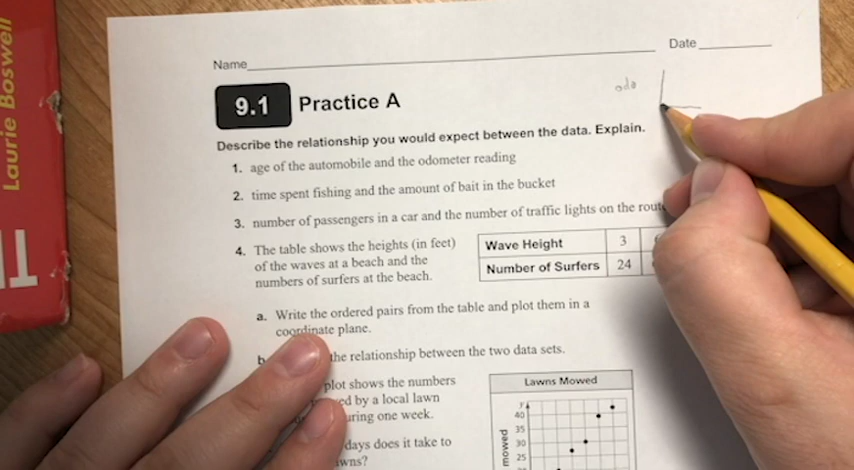 Laurie Boswell
Name
Date
9.1 Practice A
odo
Describe the relationship you would expect between the data. Explain.
1. age of the automobile and the odometer reading
2. time spent fishing and the amount of bait in the bucket
3. number of passengers in a car and the number of traffic lights on the route
4. The table shows the heights (in feet)
of the waves at a beach and the
numbers of surfers at the beach.
Wave Height 3
Number of Surfers 24
a. Write the ordered pairs from the table and plot them in a
coordinate plane.
b. the relationship between the two data sets.
plot shows the numbers
by a local lawn
one week.
days does it take to
Lawns Mowed
y
40
35
30
25
mowed